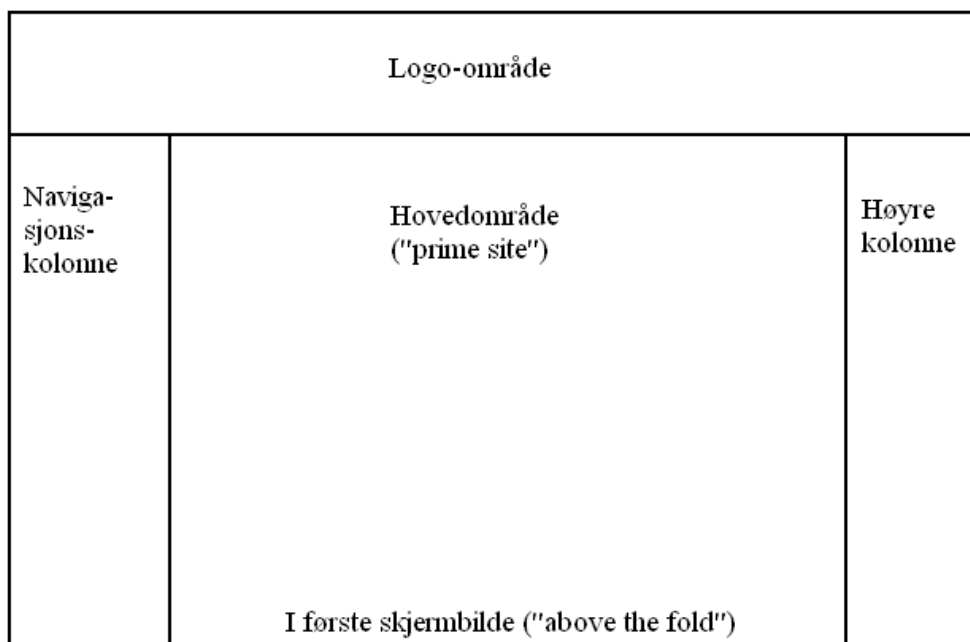 Logo-område
Naviga-
sjons-
kolonne
Hovedområde
("prime site")
Høyre
kolonne
I første skjermbilde ("above the fold")